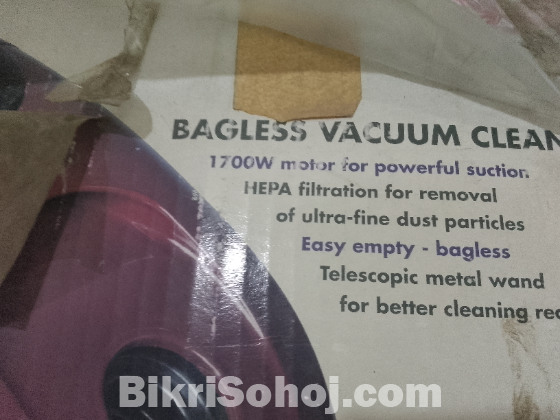 BAGLESS VACUUM CLEAN
1700W motor for powerful suction
HEPA filtration for removal
of ultra-fine dust particles
Easy empty - bagless
Telescopic metal wand
for better cleaning rea
BikriSohoj.com